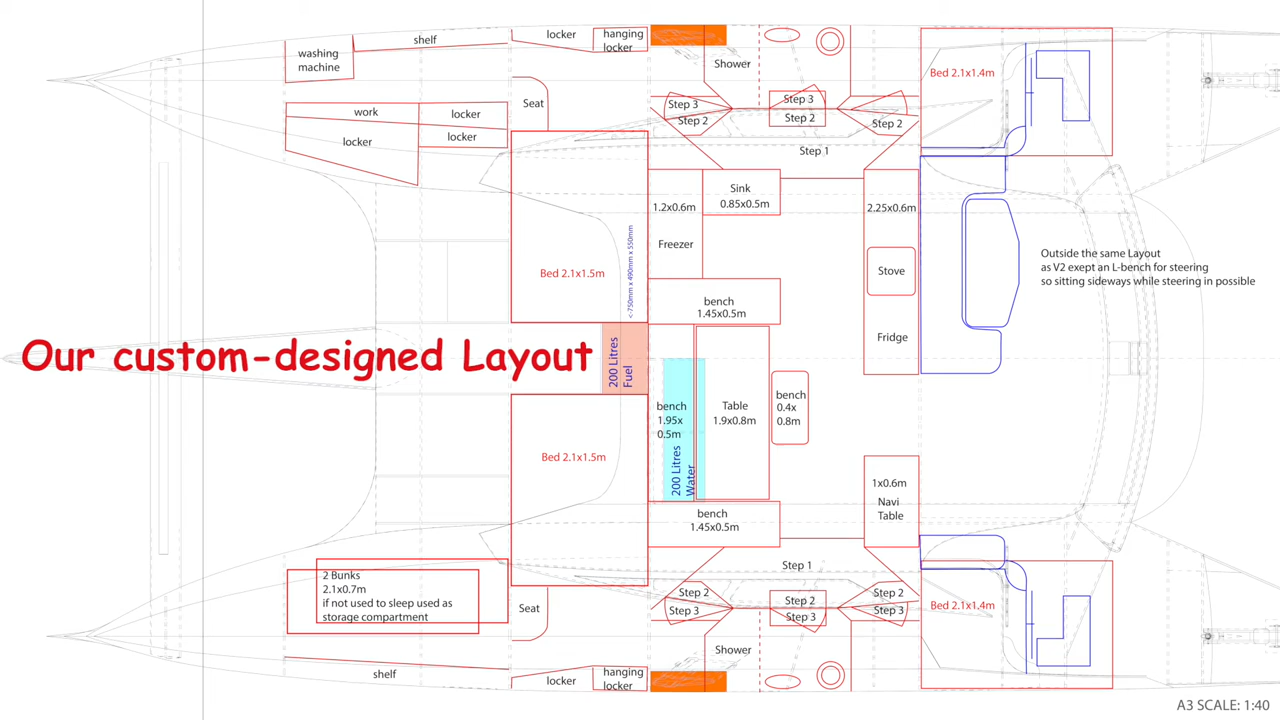 washing
machine
shelf
locker
hanging
locker
Shower
Bed 2.1x1.4m
work
locker
locker
locker
Seat
Step 3
Step 2
Step 3
Step 2
Step 2
Step 1
Sink
0.85x0.5m
1.2x0.6m
Freezer
2.25x0.6m
Stove
Fridge
<-750mm x 490mm x 550mm
Bed 2.1x1.5m
bench
1.45x0.5m
Outside the same Layout
as V2 exept an L-bench for steering
so sitting sideways while steering in possible
Our custom-designed Layout
200 Litres
Fuel
bench
1.95x
0.5m
200 Litres
Water
Table
1.9x0.8m
bench
0.4x
0.8m
Bed 2.1x1.5m
1x0.6m
Navi
Table
bench
1.45x0.5m
Step 1
2 Bunks
2.1x0.7m
if not used to sleep used as
storage compartment
Seat
Step 2
Step 3
Step 2
Step 3
Step 2
Step 3
Bed 2.1x1.4m
Shower
shelf
locker
hanging
locker
A3 SCALE: 1:40